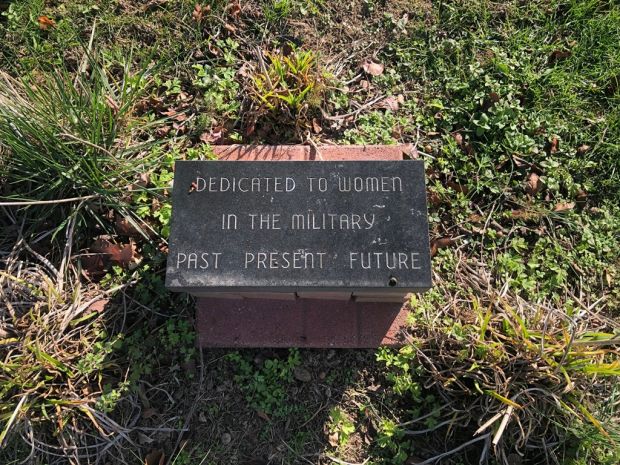 DEDICATED TO WOMEN
IN THE MILITARY
PAST PRESENT FUTURE